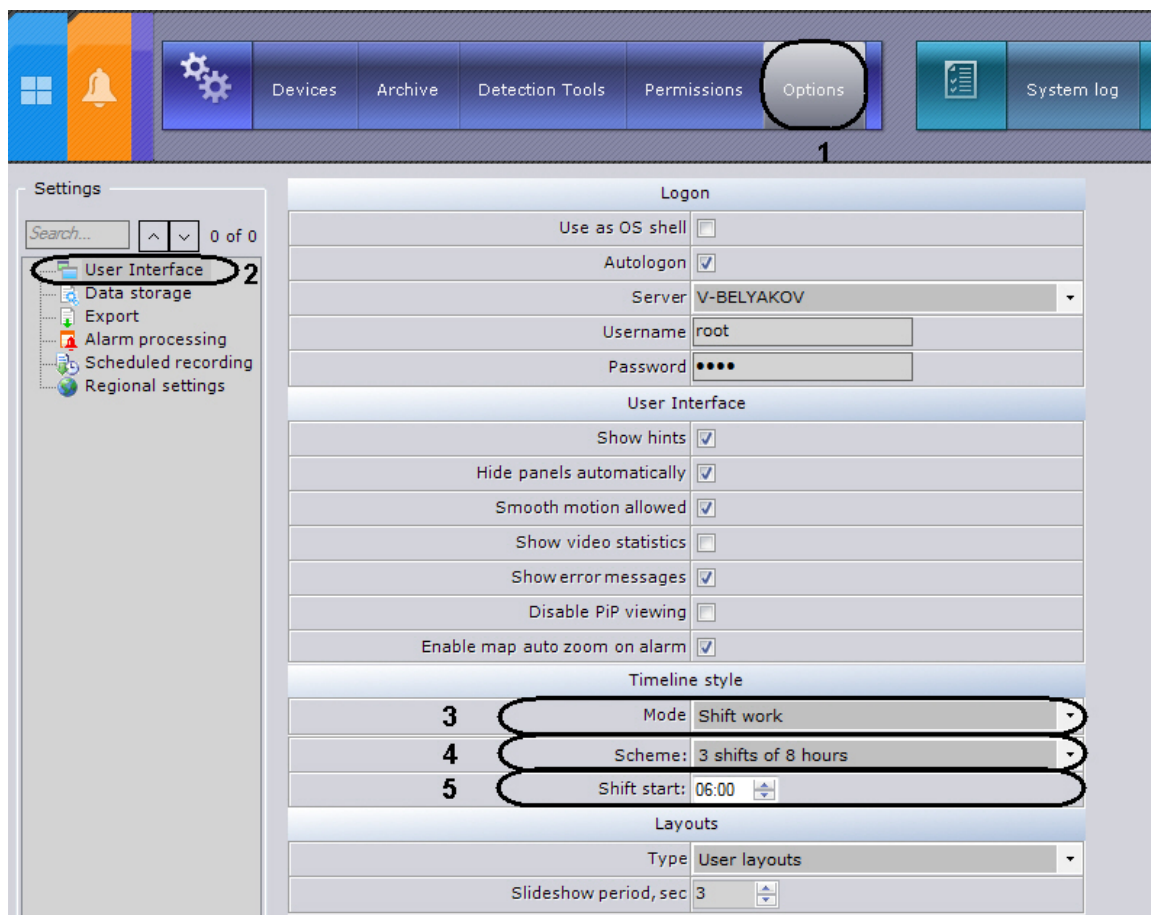 Devices Archive Detection Tools Permissions Options System log
1
Settings
Search... 0 of 0
User Interface 2
Data storage
Export
Alarm processing
Scheduled recording
Regional settings
Logon
Use as OS shell
Autologon
Server V-BELYAKOV
Username root
Password ••••
User Interface
Show hints
Hide panels automatically
Smooth motion allowed
Show video statistics
Show error messages
Disable PiP viewing
Enable map auto zoom on alarm
Timeline style
3 Mode Shift work
4 Scheme: 3 shifts of 8 hours
5 Shift start: 06:00
Layouts
Type User layouts
Slideshow period, sec 3